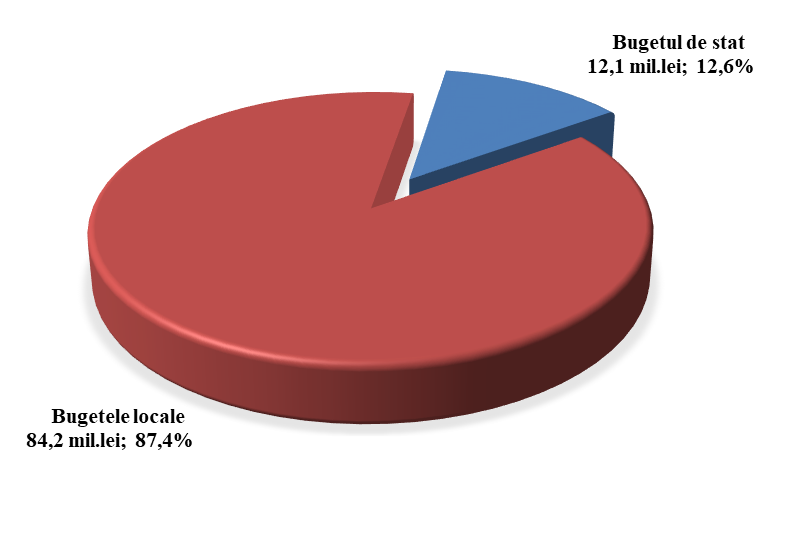 Bugetul de stat
12,1 mil.lei;  12,6%
Bugetele locale
84,2 mil.lei;  87,4%